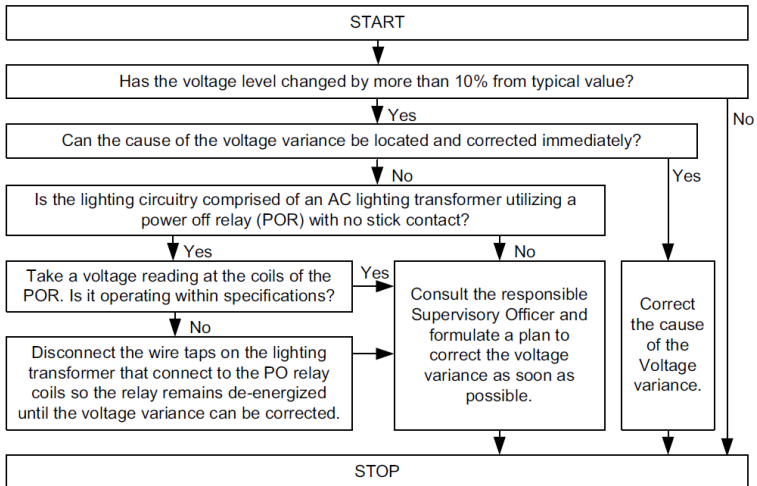 START
Has the voltage level changed by more than 10% from typical value?
Yes
No
Can the cause of the voltage variance be located and corrected immediately?
No
Yes
Is the lighting circuitry comprised of an AC lighting transformer utilizing a
power off relay (POR) with no stick contact?
Yes
No
Take a voltage reading at the coils of the
POR. Is it operating within specifications?
Yes
No
Disconnect the wire taps on the lighting
transformer that connect to the PO relay
coils so the relay remains de-energized
until the voltage variance can be corrected.
Consult the responsible
Supervisory Officer and
formulate a plan to
correct the voltage
variance as soon as
possible.
Correct
the cause
of the
Voltage
variance.
STOP